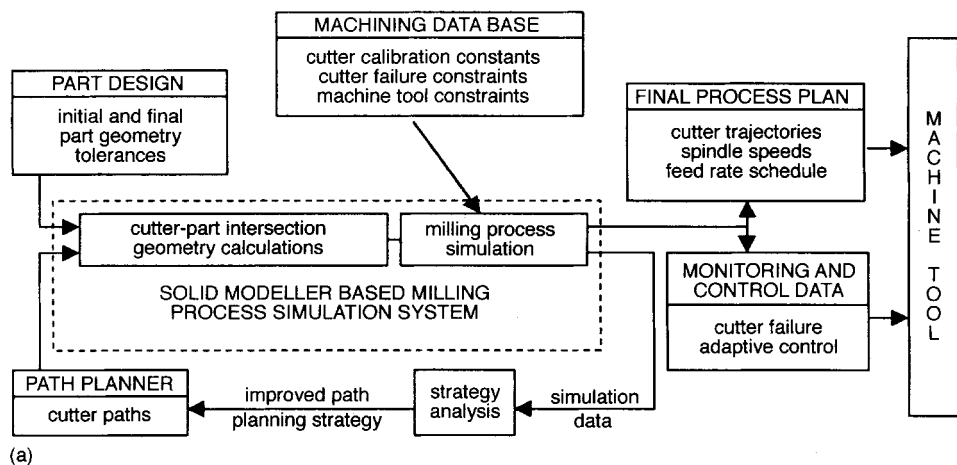 MACHINING DATA BASE
cutter calibration constants
cutter failure constraints
machine tool constraints
PART DESIGN
initial and final
part geometry
tolerances
FINAL PROCESS PLAN
cutter trajectories
spindle speeds
feed rate schedule
MACHINE TOOL
cutter-part intersection
geometry calculations
milling process
simulation
SOLID MODELLER BASED MILLING
PROCESS SIMULATION SYSTEM
MONITORING AND
CONTROL DATA
cutter failure
adaptive control
PATH PLANNER
cutter paths
improved path
planning strategy
strategy
analysis
simulation
data
(a)